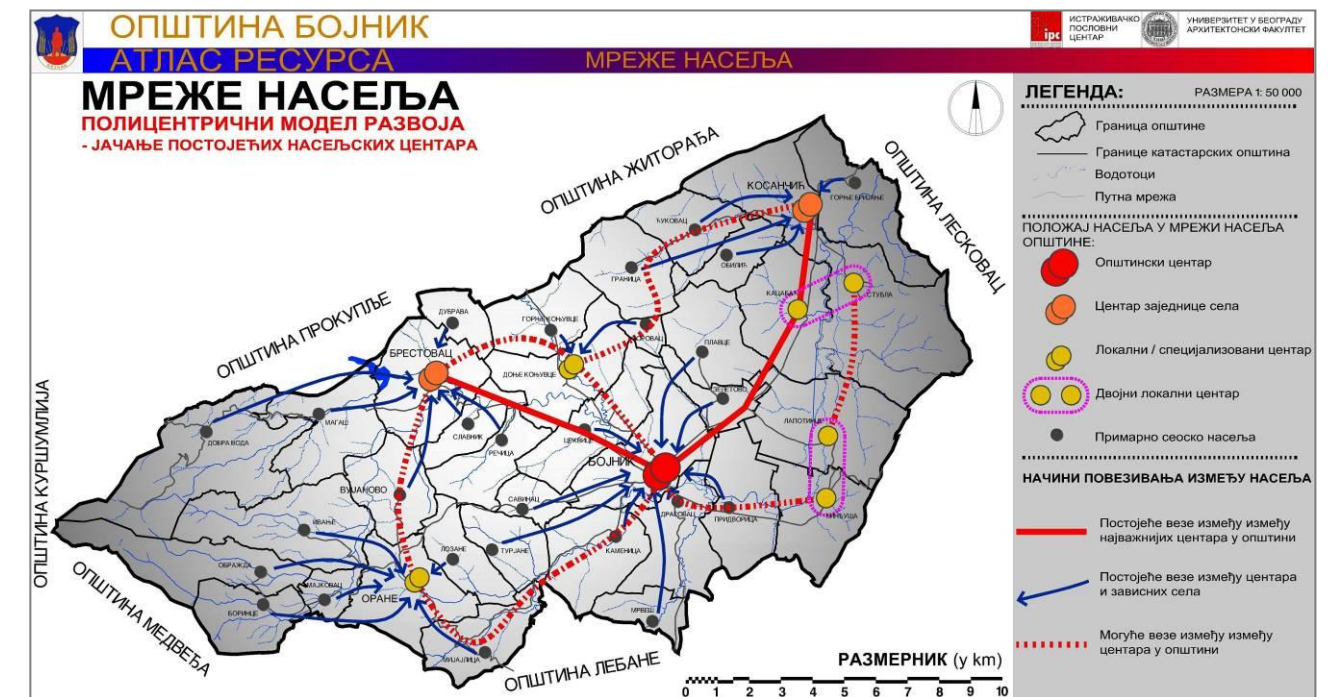 ОПШТИНА БОЈНИК
АТЛАС РЕСУРСА
МРЕЖЕ НАСЕЉА
ipc
ИСТРАЖИВАЧКО
ПОСЛОВНИ
ЦЕНТАР
УНИВЕРЗИТЕТ У БЕОГРАДУ
АРХИТЕКТОНСКИ ФАКУЛТЕТ
МРЕЖЕ НАСЕЉА
ПОЛИЦЕНТРИЧНИ МОДЕЛ РАЗВОЈА
- ЈАЧАЊЕ ПОСТОЈЕЋИХ НАСЕЉСКИХ ЦЕНТАРА
ОПШТИНА ЖИТОРАЂА
ОПШТИНА ЛЕСКОВАЦ
ОПШТИНА ПРОКУПЉЕ
ОПШТИНА КУРШУМЛИЈА
ОПШТИНА МЕДВЕЂА
ОПШТИНА ЛЕБАНЕ
КОСАНЧИЋ
ЋУКОВАЦ
ГРАНИЦА
ОБИЛИЋ
СТУБЛА
ДУБРАВА
БРЕСТОВАЦ
ДОЊЕ КОЊУВЦЕ
ПЛАВЦЕ
ЛАПОТИНЦЕ
МАГАШ
ДОБРА ВОДА
СЛАВНИК
РЕЧИЦА
ЦРКВИЦЕ
БОЈНИК
ВУЈАНОВО
САВИНАЦ
ДРАГОВАЦ
ПРИДВОРИЦА
ИВАЊЕ
ЛОЗАНЕ
ТУРЈАНЕ
КАМЕНИЦА
ОБРАЖДА
МАЈКОВАЦ
БОРИНЦЕ
ОРАНЕ
МИЈАЈЛИЦА
МРВЕШ
РАЗМЕРНИК (у km)
0 1 2 3 4 5 6 7 8 9 10
ЛЕГЕНДА:
РАЗМЕРА 1: 50 000
Граница општине
Границе катастарских општина
Водотоци
Путна мрежа
ПОЛОЖАЈ НАСЕЉА У МРЕЖИ НАСЕЉА
ОПШТИНЕ:
Општински центар
Центар заједнице села
Локални / специјализовани центар
Двојни локални центар
Примарно сеоско насеља
НАЧИНИ ПОВЕЗИВАЊА ИЗМЕЂУ НАСЕЉА
Постојеће везе између између
најважнијих центара у општини
Постојеће везе између центара
и зависних села
Могуће везе између између
центара у општини